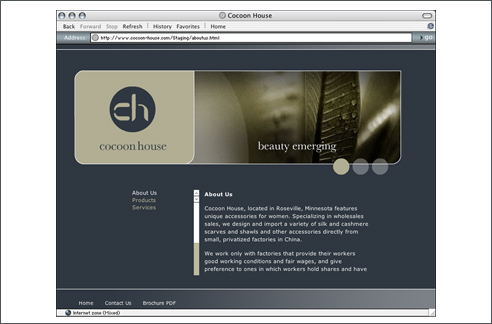 Cocoon House
Back Forward Stop Refresh History Favorites Home
Address http://www.cocoon-house.com/Staging/aboutus.html go
ch
cocoon house
beauty emerging
About Us
Products
Services
About Us
Cocoon House, located in Roseville, Minnesota features
unique accessories for women. Specializing in wholesales
sales, we design and import a variety of silk and cashmere
scarves and shawls and other accessories directly from
small, privatized factories in China.
We work only with factories that provide their workers
good working conditions and fair wages, and give
preference to ones in which workers hold shares and have
Home Contact Us Brochure PDF
Internet zone (Mixed)